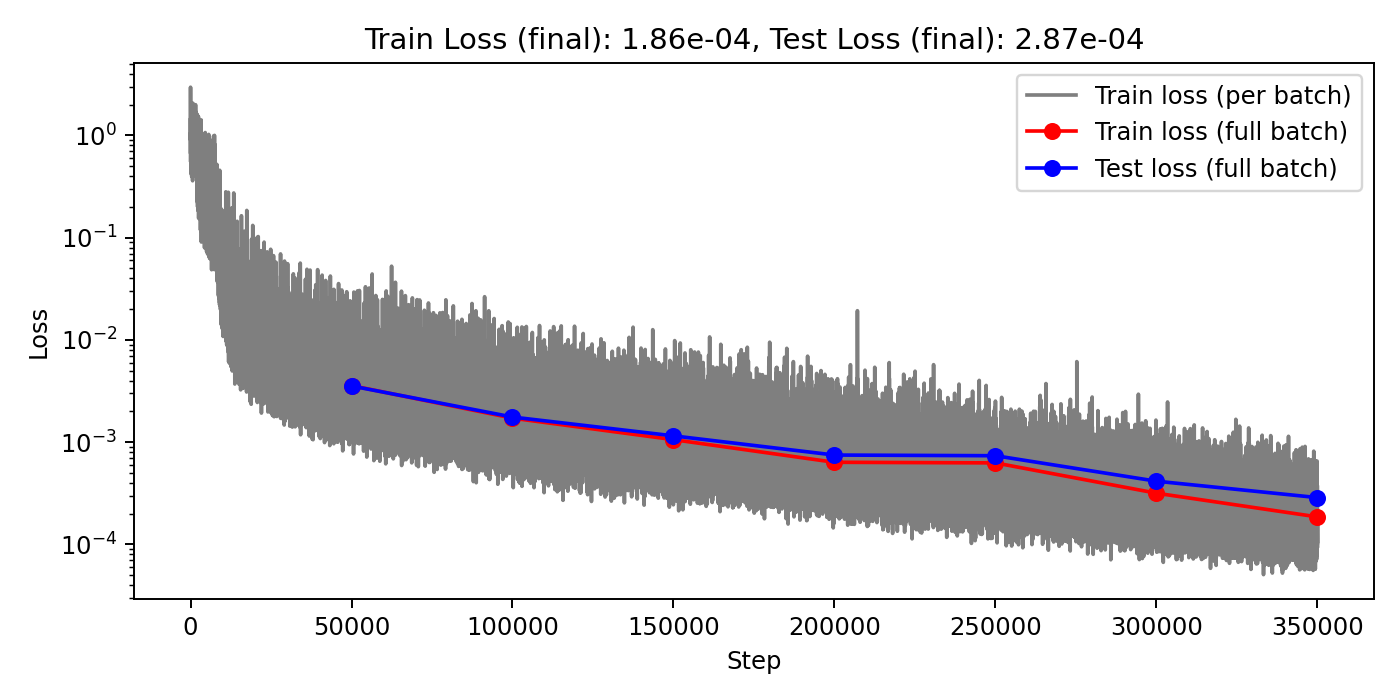 Train Loss (final): 1.86e-04, Test Loss (final): 2.87e-04
Train loss (per batch)
Train loss (full batch)
Test loss (full batch)
Loss
10⁰
10⁻¹
10⁻²
10⁻³
10⁻⁴
0 50000 100000 150000 200000 250000 300000 350000
Step